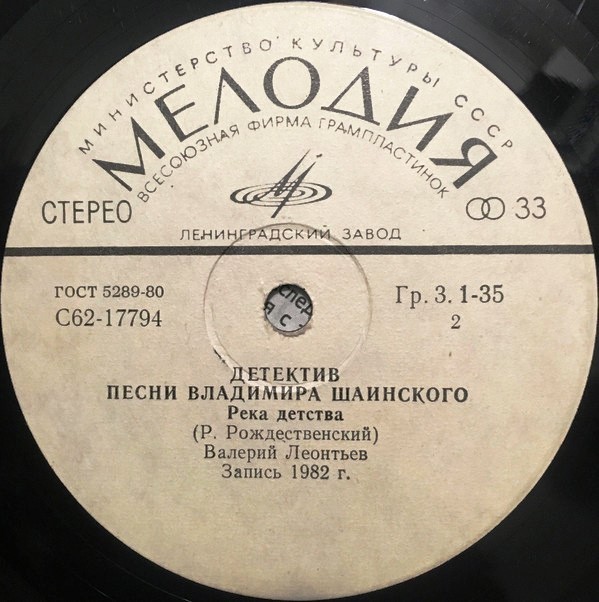 МИНИСТЕРСТВО КУЛЬТУРЫ СССР
МЕЛОДИЯ
ВСЕСОЮЗНАЯ ФИРМА ГРАМПЛАСТИНОК
СТЕРЕО
33
ЛЕНИНГРАДСКИЙ ЗАВОД
ГОСТ 5289-80
Гр. 3. 1-35
С62-17794
2
ДЕТЕКТИВ
ПЕСНИ ВЛАДИМИРА ШАИНСКОГО
Река детства
(Р. Рождественский)
Валерий Леонтьев
Запись 1982 г.